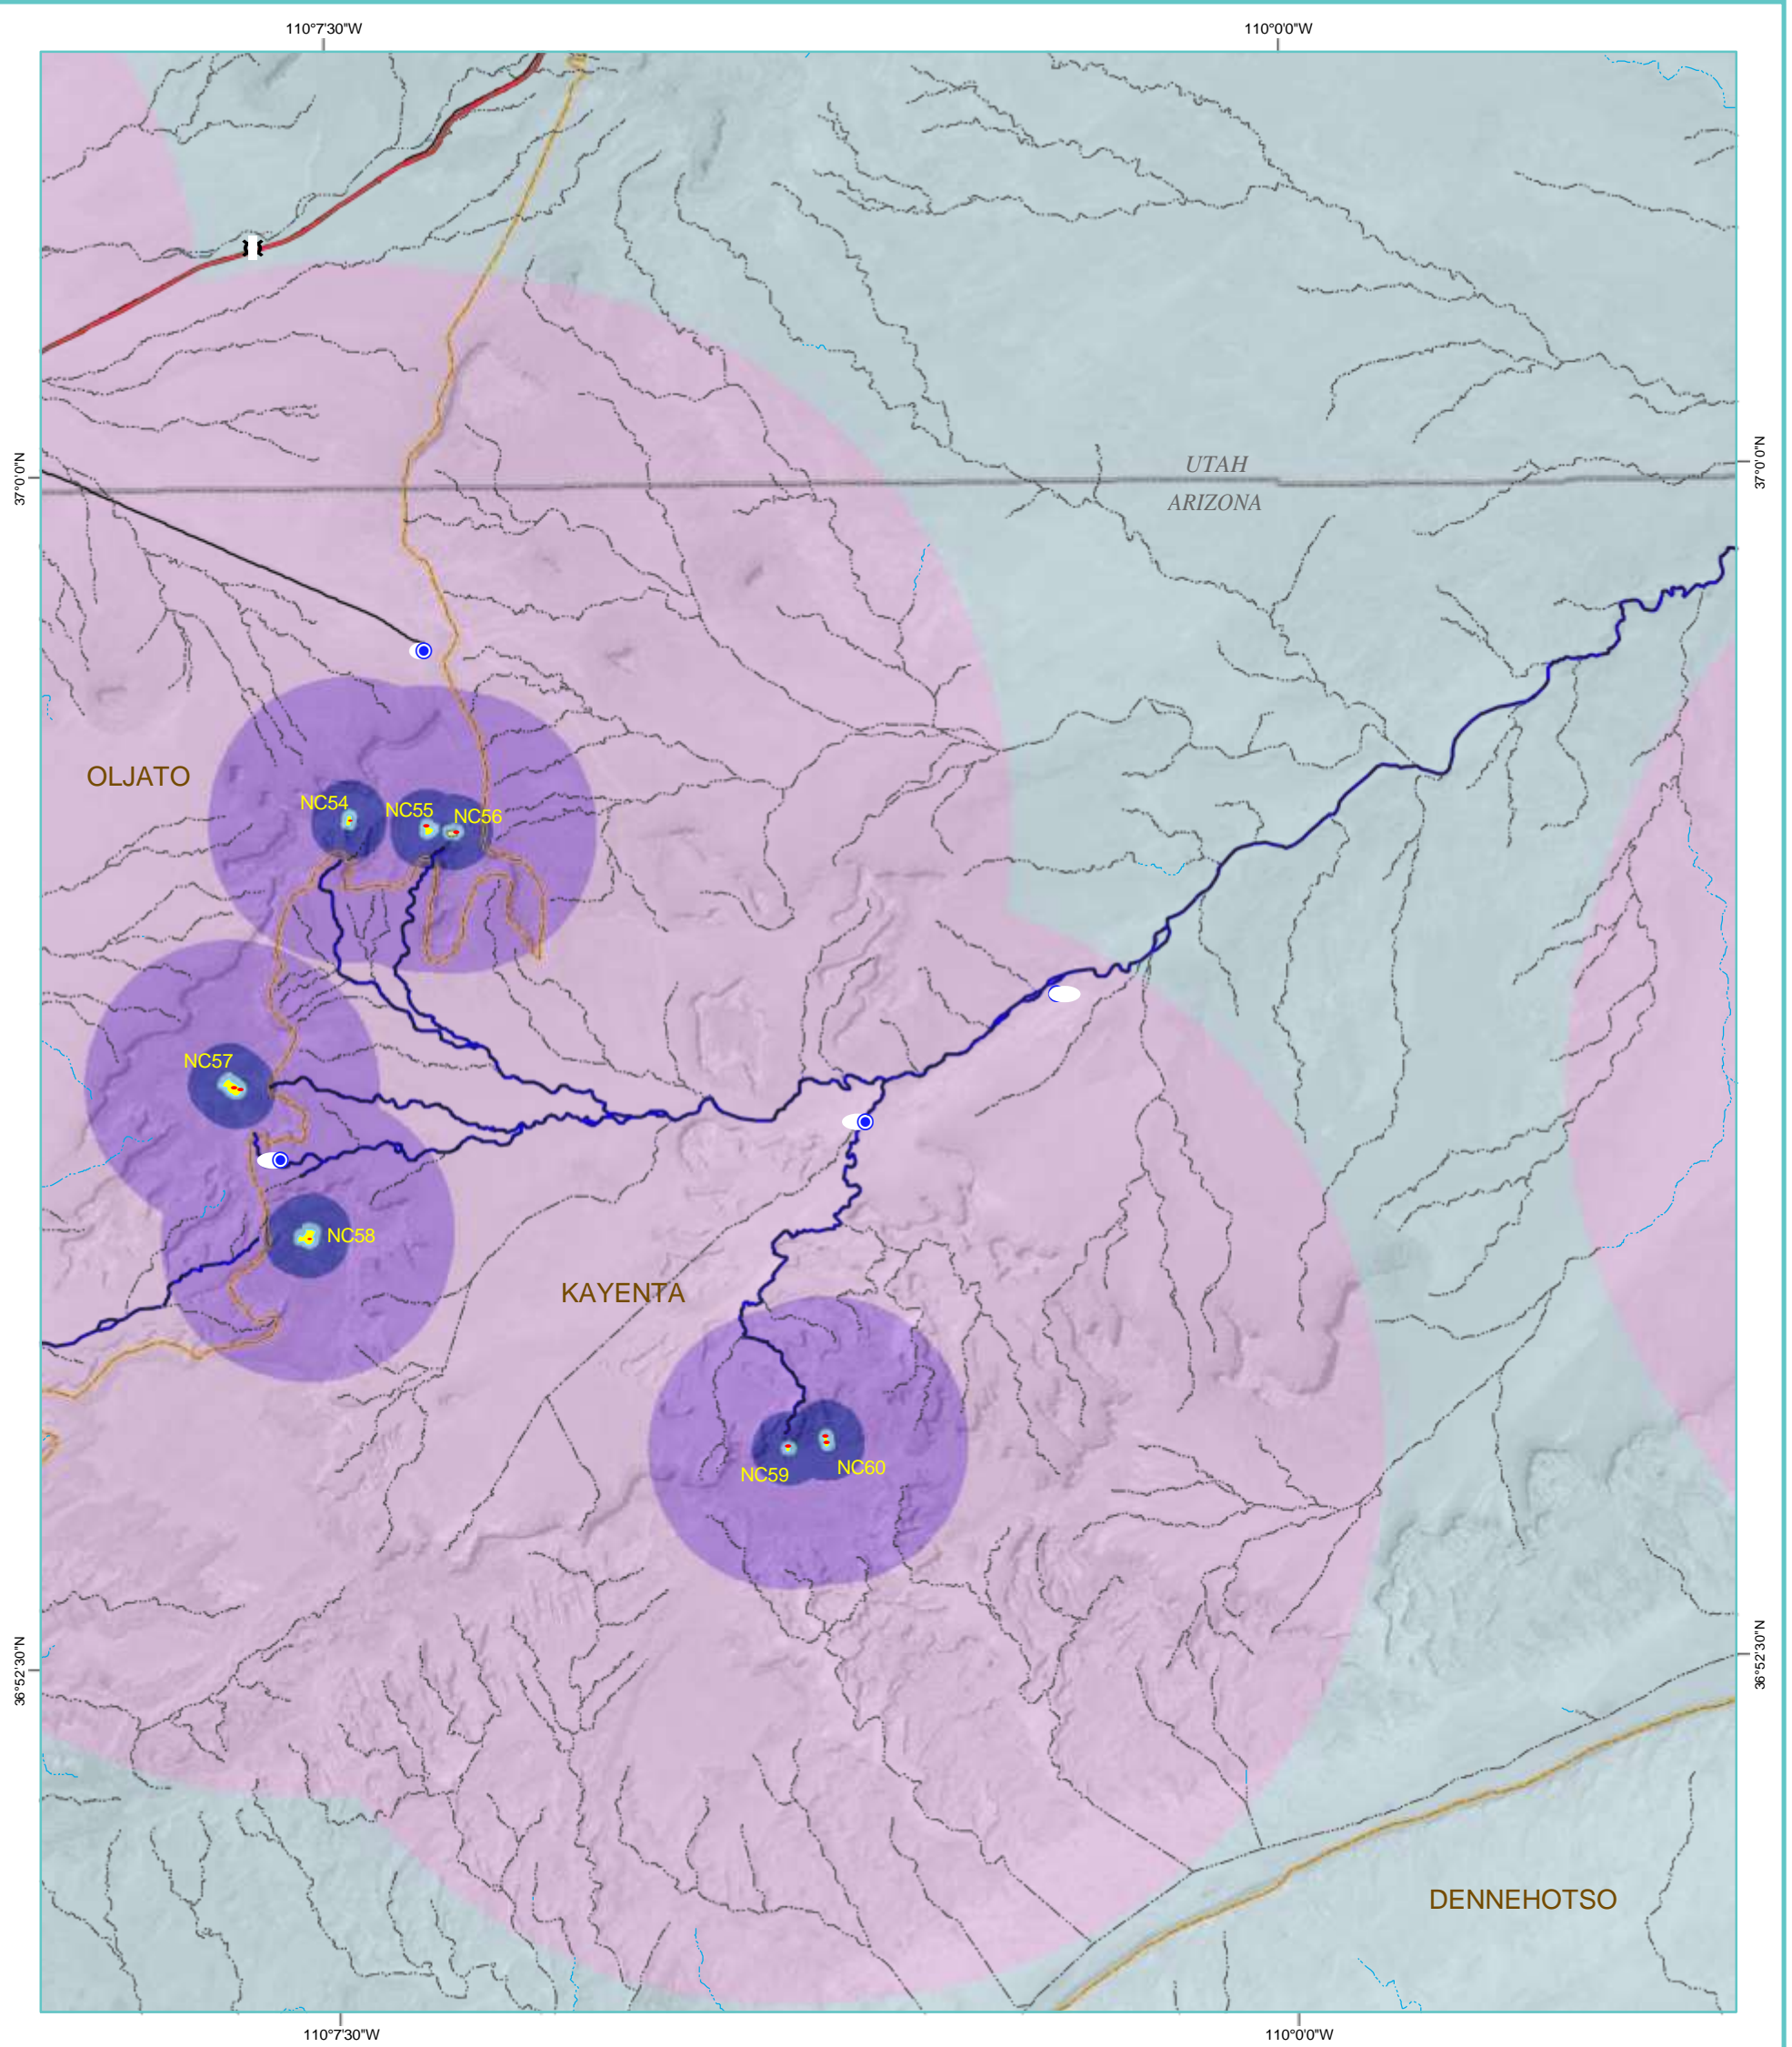 110°7'30"W
110°0'0"W
37°0'0"N
37°0'0"N
UTAH
ARIZONA
OLJATO
NC54
NC55
NC56
NC57
NC58
KAYENTA
NC59
NC60
36°52'30"N
36°52'30"N
DENNEHOTSO
110°7'30"W
110°0'0"W